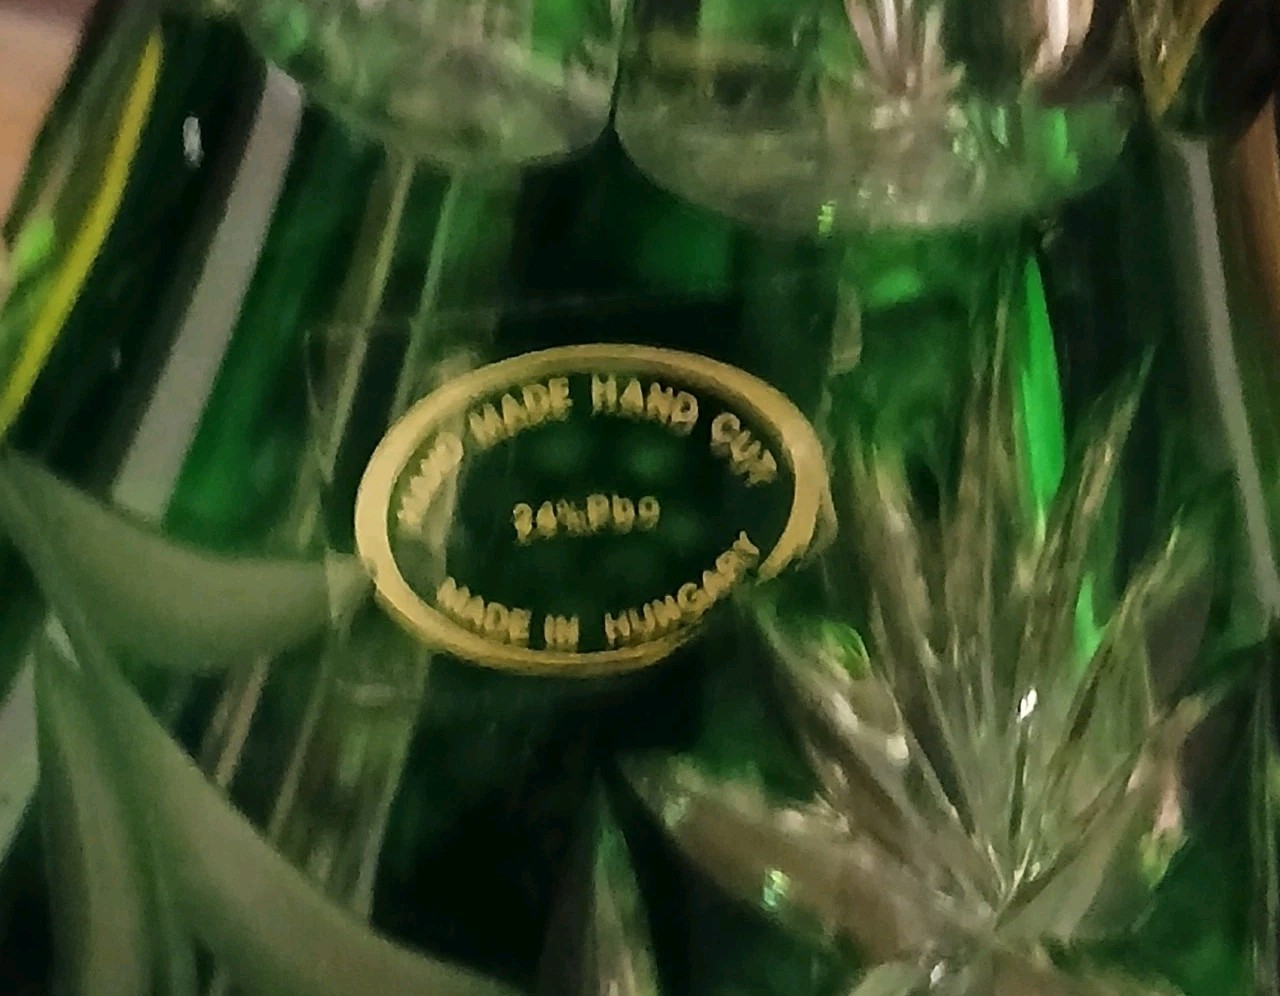 HAND MADE HAND CUT
24% PbO
MADE IN HUNGARY